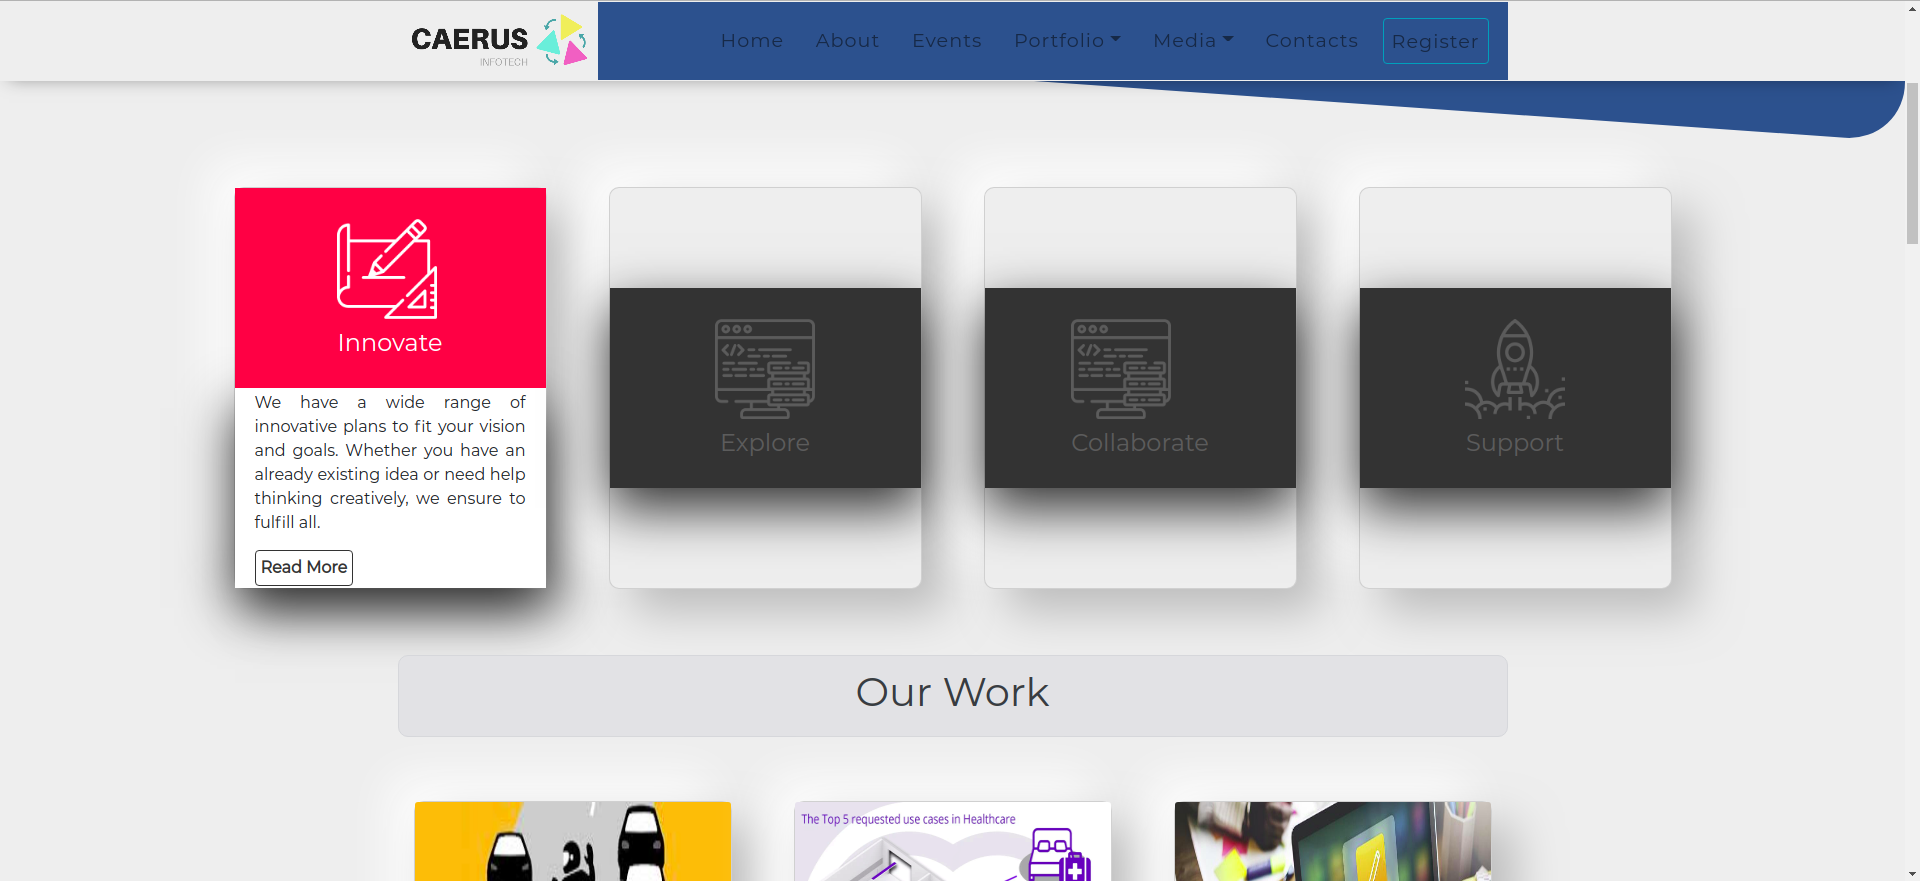 CAERUS
INFOTECH
Home About Events Portfolio Media Contacts Register
Innovate
We have a wide range of
innovative plans to fit your vision
and goals. Whether you have an
already existing idea or need help
thinking creatively, we ensure to
fulfill all.
Read More
Explore
Collaborate
Support
Our Work
The Top 5 requested use cases in Healthcare